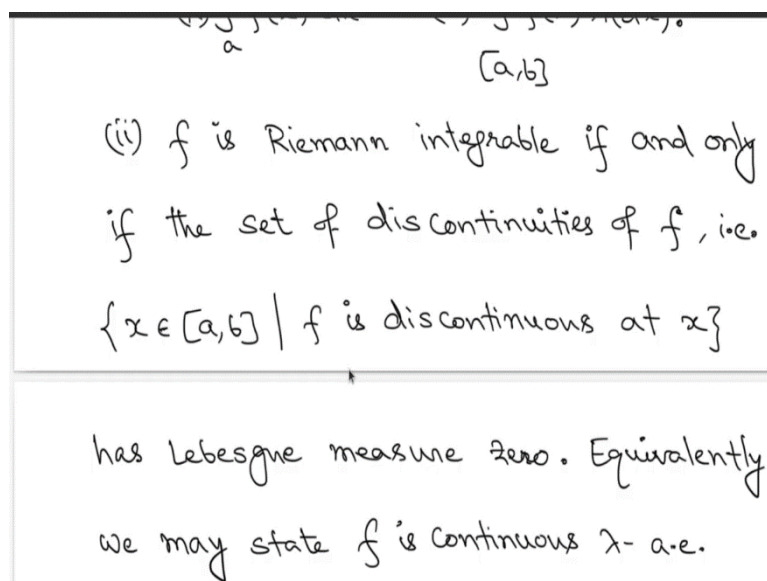 a
[a,b]
(ii) f is Riemann integrable if and only
if the set of discontinuities of f, i.e.
{x ∈ [a,b] | f is discontinuous at x}
has Lebesgue measure zero. Equivalently
we may state f is continuous λ- a.e.